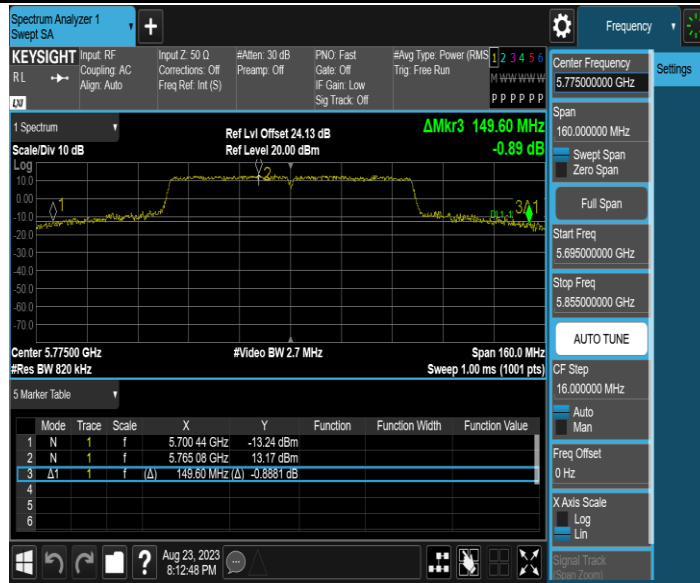 Spectrum Analyzer 1
Swept SA
+
Frequency
KEYSIGHT
RL
LXI
Input: RF
Coupling: AC
Align: Auto
Input Z: 50 Ω
Corrections: Off
Freq Ref: Int (S)
#Atten: 30 dB
Preamp: Off
PNO: Fast
Gate: Off
IF Gain: Low
Sig Track: Off
#Avg Type: Power (RMS
Trig: Free Run
1 2 3 4 5 6
M W W W W W
P P P P P P
Center Frequency
5.775000000 GHz
Settings
Span
160.000000 MHz
Swept Span
Zero Span
Full Span
Start Freq
5.695000000 GHz
Stop Freq
5.855000000 GHz
AUTO TUNE
CF Step
16.000000 MHz
Auto
Man
Freq Offset
0 Hz
X Axis Scale
Log
Lin
Signal Track
(Span Zoom)
1 Spectrum
Scale/Div 10 dB
Log
Ref Lvl Offset 24.13 dB
Ref Level 20.00 dBm
ΔMkr3 149.60 MHz
-0.89 dB
10.0
0.00
-10.0
-20.0
-30.0
-40.0
-50.0
-60.0
-70.0
1
2
3Δ1
Center 5.77500 GHz
#Res BW 820 kHz
#Video BW 2.7 MHz
Span 160.0 MHz
Sweep 1.00 ms (1001 pts)
5 Marker Table
Mode Trace Scale X Y Function Function Width Function Value
1 N 1 f 5.700 44 GHz -13.24 dBm
2 N 1 f 5.765 08 GHz 13.17 dBm
3 Δ1 1 f (Δ) 149.60 MHz (Δ) -0.8881 dB
4
5
6
?
Aug 23, 2023
8:12:48 PM